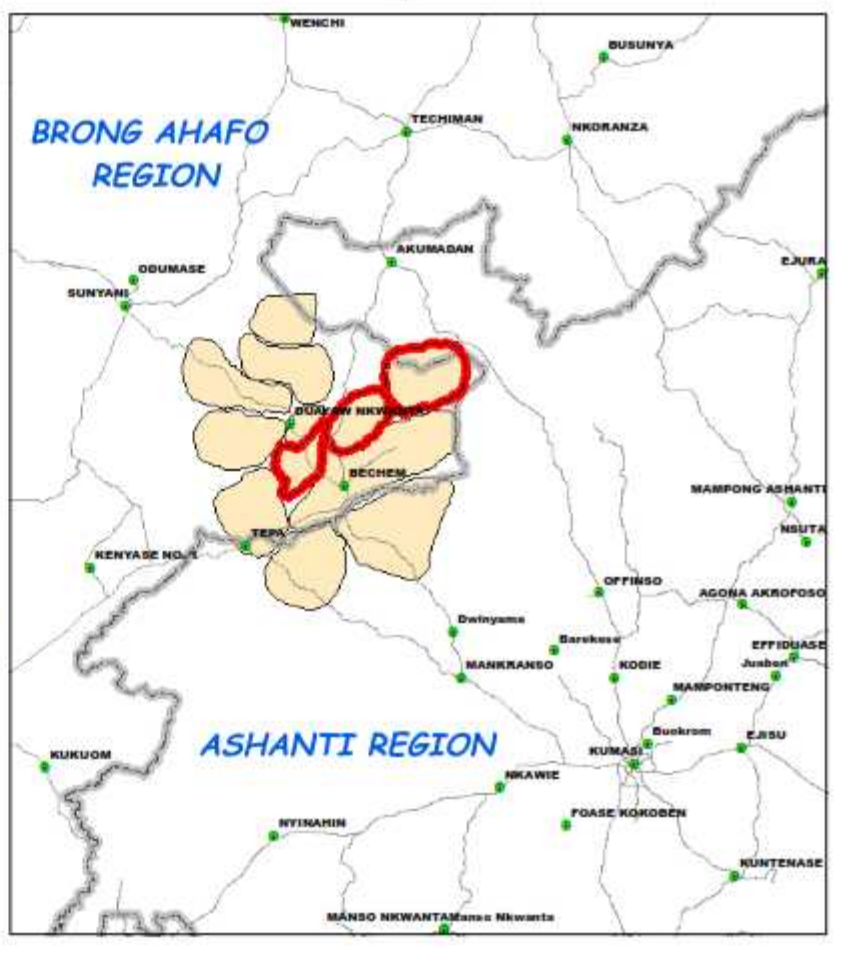 WENCHI
BUSUNYA
TECHIMAN
NKORANZA
BRONG AHAFO
REGION
AKUMADAN
EJURA
ODUMASE
SUNYANI
DUAYAW NKWANTA
BECHEM
MAMPONG ASHANTI
NSUTA
TEPA
KENYASE NO. 1
OFFINSO
AGONA AKROFOSO
Dwinyama
Barekese
EFFIDUASE
Juaben
MANKRANSO
KODIE
MAMPONTENG
ASHANTI REGION
Buokrom
EJISU
KUMASI
KUKUOM
NKAWIE
FOASE KOKOBEN
NYINAHIN
KUNTENASE
MANSO NKWANTA
Manso Nkwanta